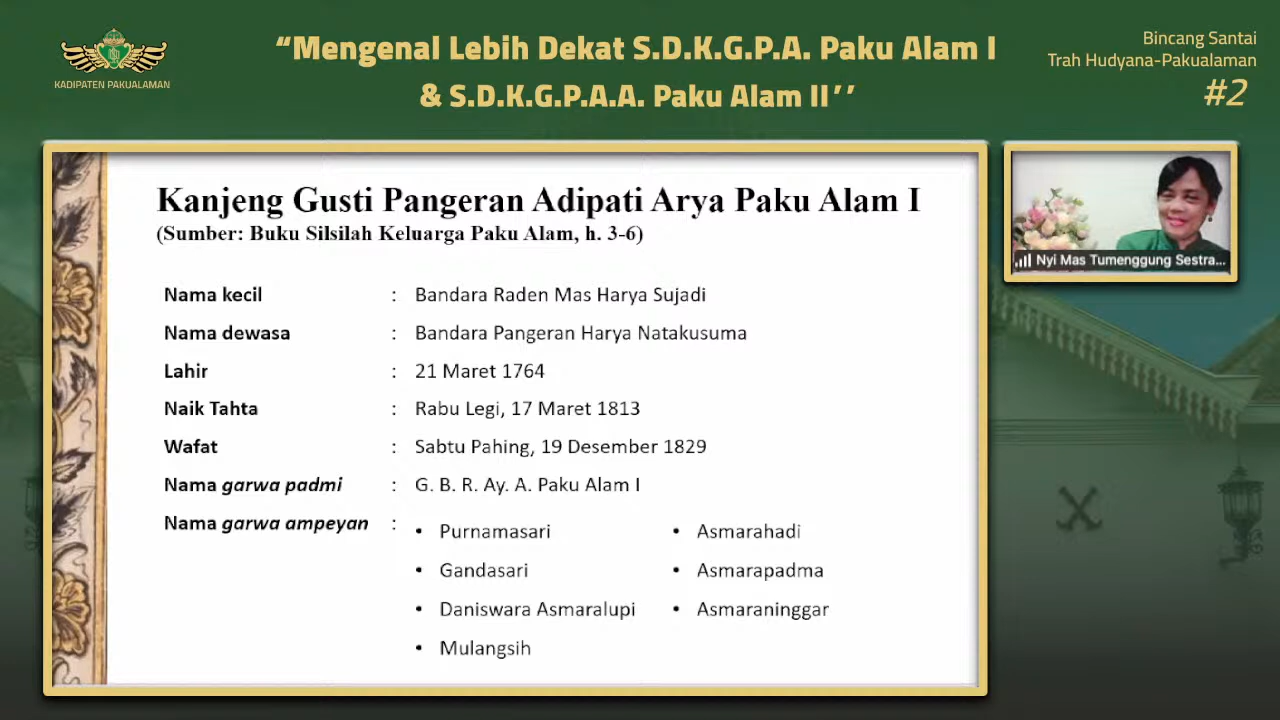 KADIPATEN PAKUALAMAN
“Mengenal Lebih Dekat S.D.K.G.P.A. Paku Alam I
& S.D.K.G.P.A.A. Paku Alam II’’
Bincang Santai
Trah Hudyana-Pakualaman
#2
Kanjeng Gusti Pangeran Adipati Arya Paku Alam I
(Sumber: Buku Silsilah Keluarga Paku Alam, h. 3-6)
Nama kecil : Bandara Raden Mas Harya Sujadi
Nama dewasa : Bandara Pangeran Harya Natakusuma
Lahir : 21 Maret 1764
Naik Tahta : Rabu Legi, 17 Maret 1813
Wafat : Sabtu Pahing, 19 Desember 1829
Nama garwa padmi : G. B. R. Ay. A. Paku Alam I
Nama garwa ampeyan :
• Purnamasari
• Gandasari
• Daniswara Asmaralupi
• Mulangsih
• Asmarahadi
• Asmarapadma
• Asmaraninggar
Nyi Mas Tumenggung Sestra...